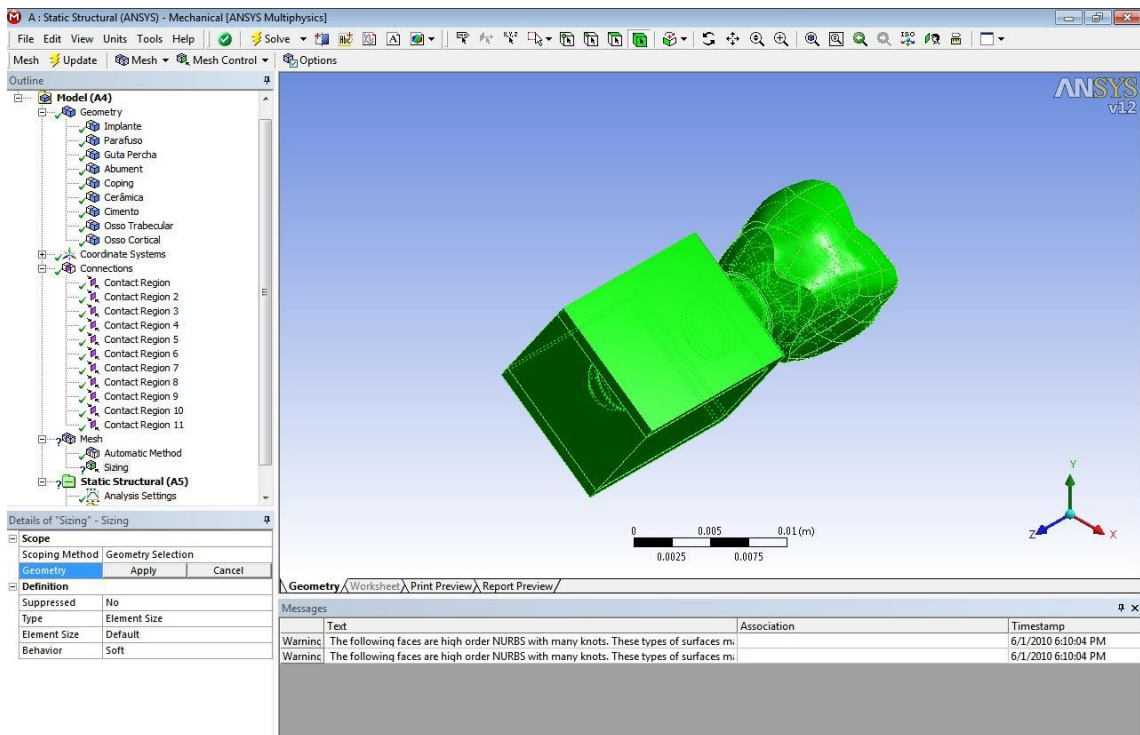 A : Static Structural (ANSYS) - Mechanical [ANSYS Multiphysics]
File Edit View Units Tools Help Solve
Mesh Update Mesh Mesh Control Options
Outline
Model (A4)
Geometry
Implante
Parafuso
Guta Percha
Abument
Coping
Cerâmica
Cimento
Osso Trabecular
Osso Cortical
Coordinate Systems
Connections
Contact Region
Contact Region 2
Contact Region 3
Contact Region 4
Contact Region 5
Contact Region 6
Contact Region 7
Contact Region 8
Contact Region 9
Contact Region 10
Contact Region 11
Mesh
Automatic Method
Sizing
Static Structural (A5)
Analysis Settings
Details of "Sizing" - Sizing
Scope
Scoping Method Geometry Selection
Geometry Apply Cancel
Definition
Suppressed No
Type Element Size
Element Size Default
Behavior Soft
ANSYS
v12
0 0.005 0.01 (m)
0.0025 0.0075
Y
Z X
Geometry Worksheet Print Preview Report Preview
Messages
Text Association Timestamp
Warning The following faces are high order NURBS with many knots. These types of surfaces m 6/1/2010 6:10:04 PM
Warning The following faces are high order NURBS with many knots. These types of surfaces m 6/1/2010 6:10:04 PM